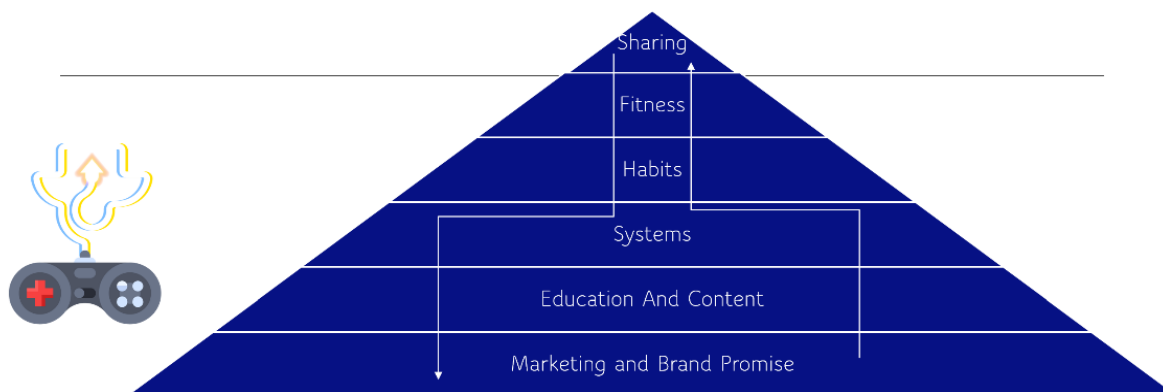 Sharing
Fitness
Habits
Systems
Education And Content
Marketing and Brand Promise